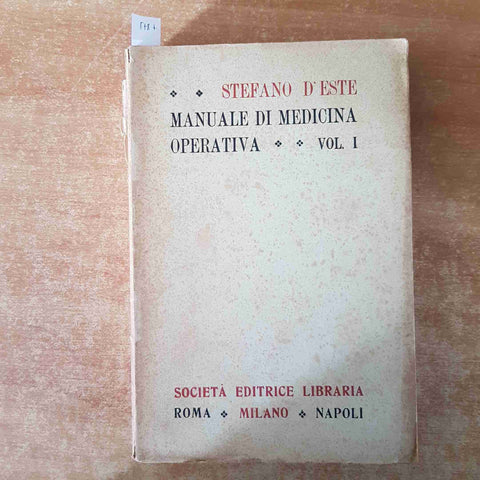 ❖ ❖ STEFANO D'ESTE
MANUALE DI MEDICINA
OPERATIVA ❖ ❖ VOL. I
SOCIETÀ EDITRICE LIBRARIA
ROMA ❖ MILANO ❖ NAPOLI